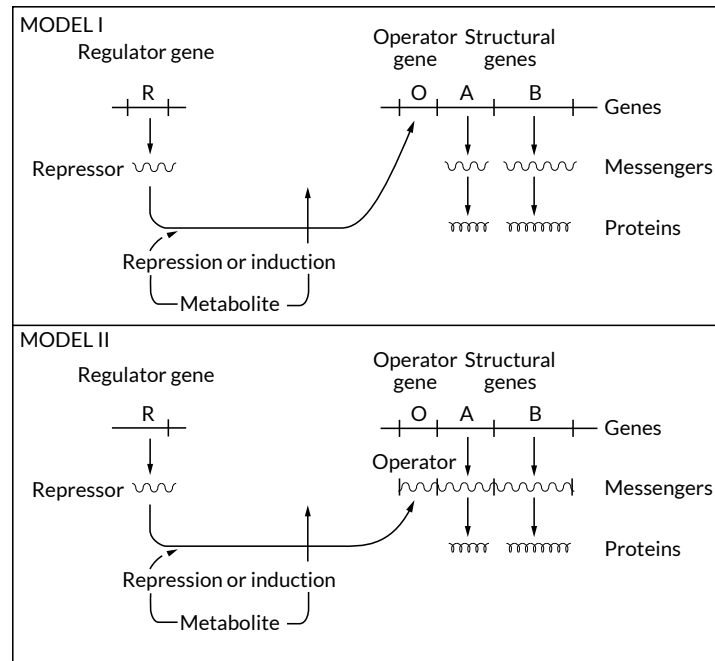 MODEL I
Regulator gene
Operator gene
Structural genes
R
O A B
Genes
Repressor
Messengers
Proteins
Repression or induction
Metabolite
MODEL II
Regulator gene
Operator gene
Structural genes
R
O A B
Genes
Operator
Repressor
Messengers
Proteins
Repression or induction
Metabolite